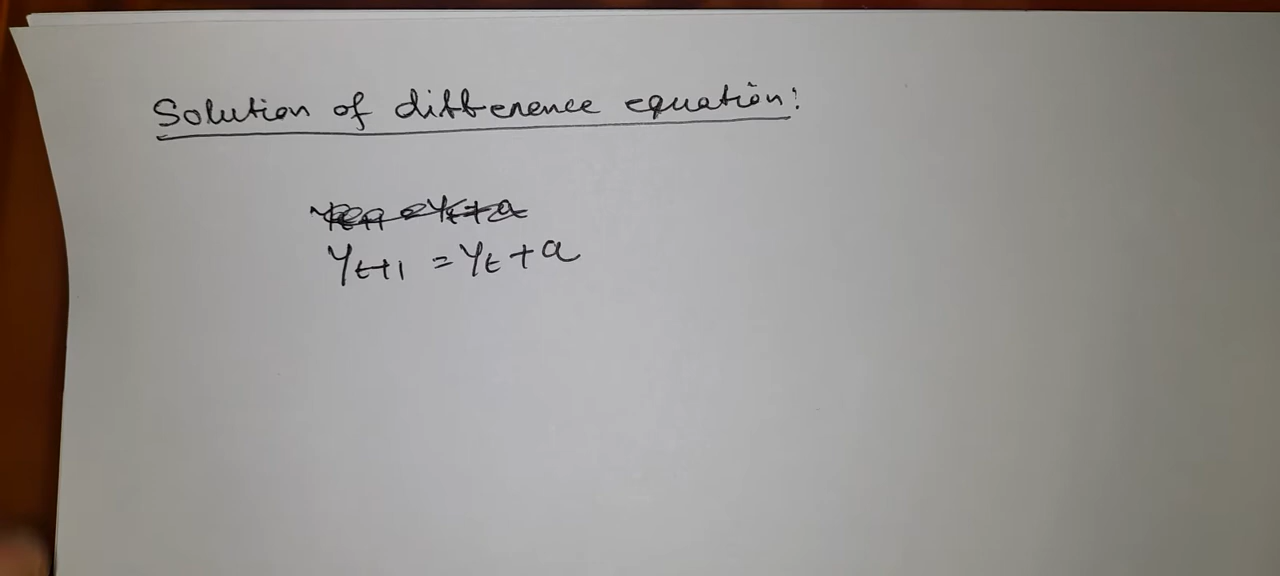 Solution of difference equation:
Yt+1 = Yt + a